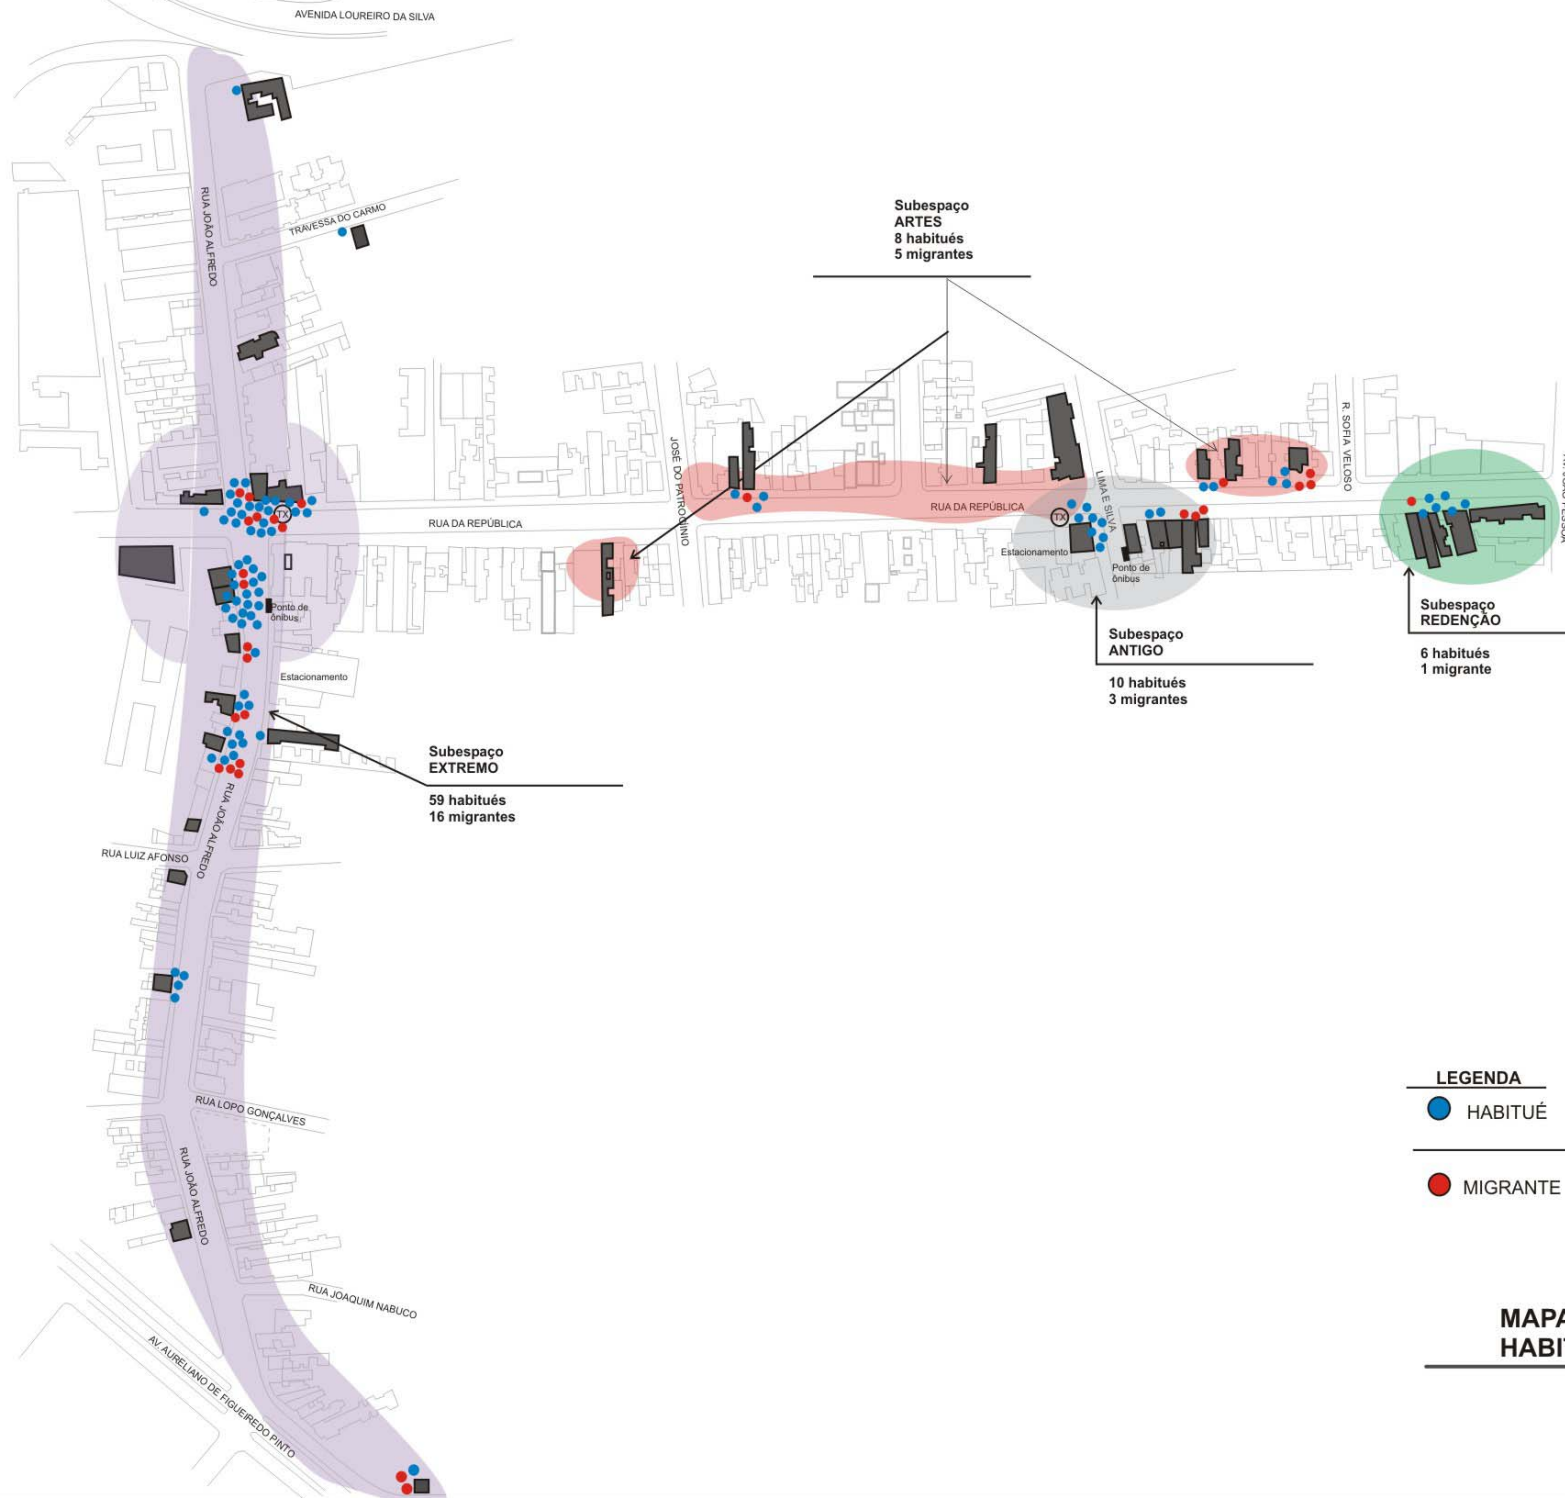 AVENIDA LOUREIRO DA SILVA
RUA JOÃO ALFREDO
TRAVESSA DO CARMO
Subespaço
ARTES
8 habitués
5 migrantes
JOSÉ DO PATROCÍNIO
LIMA E SILVA
R. SOFIA VELOSO
TX
RUA DA REPÚBLICA
RUA DA REPÚBLICA
TX
Estacionamento
Ponto de
ônibus
Ponto de
ônibus
Estacionamento
Subespaço
ANTIGO
10 habitués
3 migrantes
Subespaço
REDENÇÃO
6 habitués
1 migrante
Subespaço
EXTREMO
59 habitués
16 migrantes
RUA JOÃO ALFREDO
RUA LUIZ AFONSO
RUA LOPO GONÇALVES
RUA JOÃO ALFREDO
RUA JOAQUIM NABUCO
AV. AURELIANO DE FIGUEIREDO PINTO
LEGENDA
HABITUÉ
MIGRANTE
MAPA
HABI